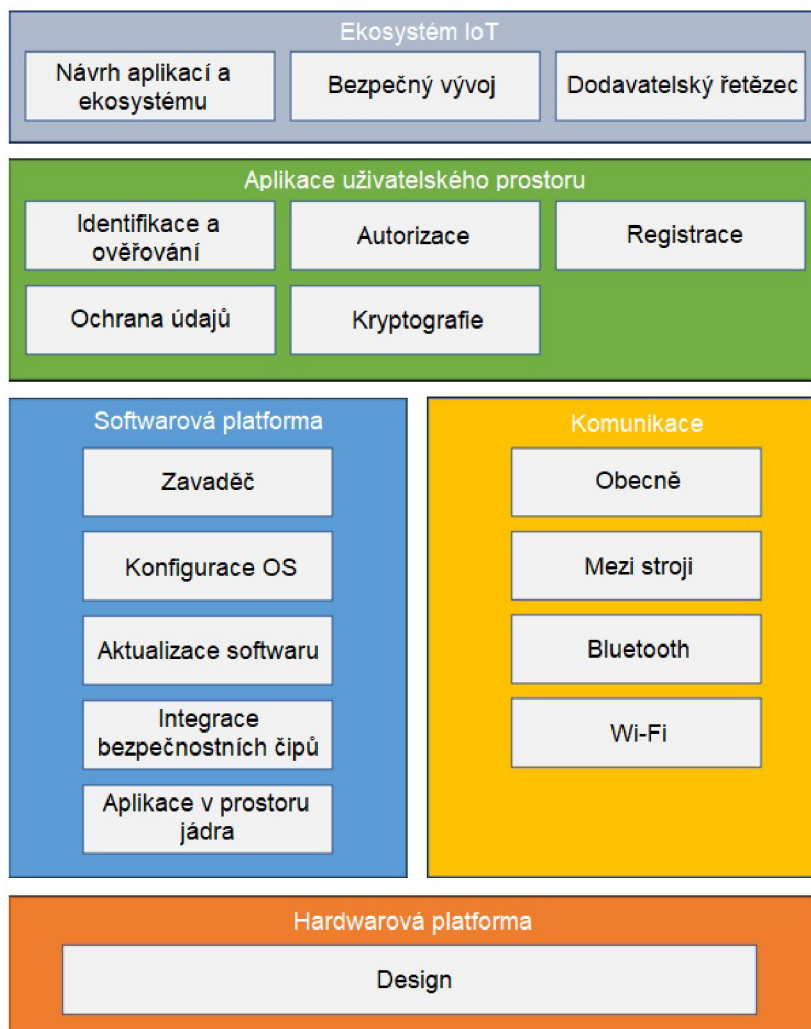 Ekosystém IoT
Návrh aplikací a
ekosystému
Bezpečný vývoj
Dodavatelský řetězec
Aplikace uživatelského prostoru
Identifikace a
ověřování
Autorizace
Registrace
Ochrana údajů
Kryptografie
Softwarová platforma
Zavaděč
Konfigurace OS
Aktualizace softwaru
Integrace
bezpečnostních čipů
Aplikace v prostoru
jádra
Komunikace
Obecně
Mezi stroji
Bluetooth
Wi-Fi
Hardwarová platforma
Design